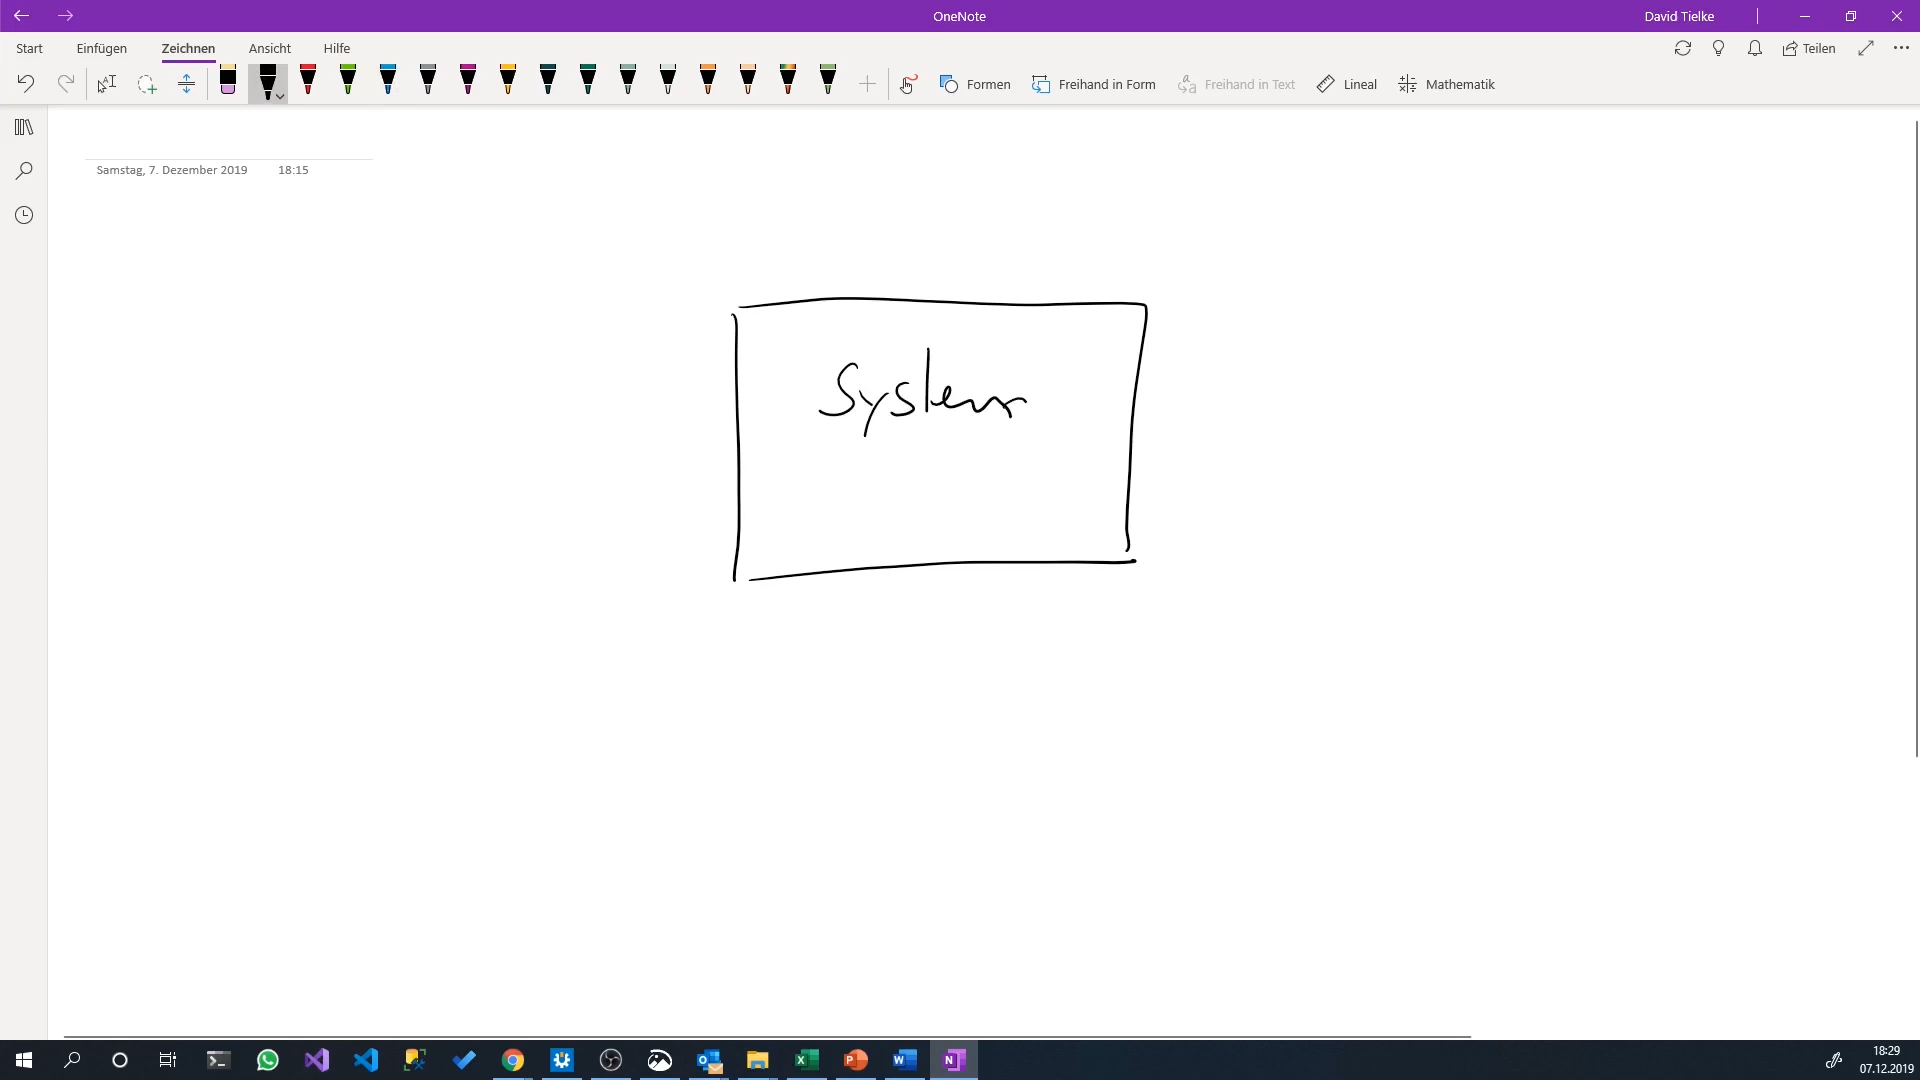 OneNote
David Tielke
Start Einfügen Zeichnen Ansicht Hilfe
Teilen
Formen Freihand in Form Freihand in Text Lineal Mathematik
Samstag, 7. Dezember 2019 18:15
System
18:29
07.12.2019